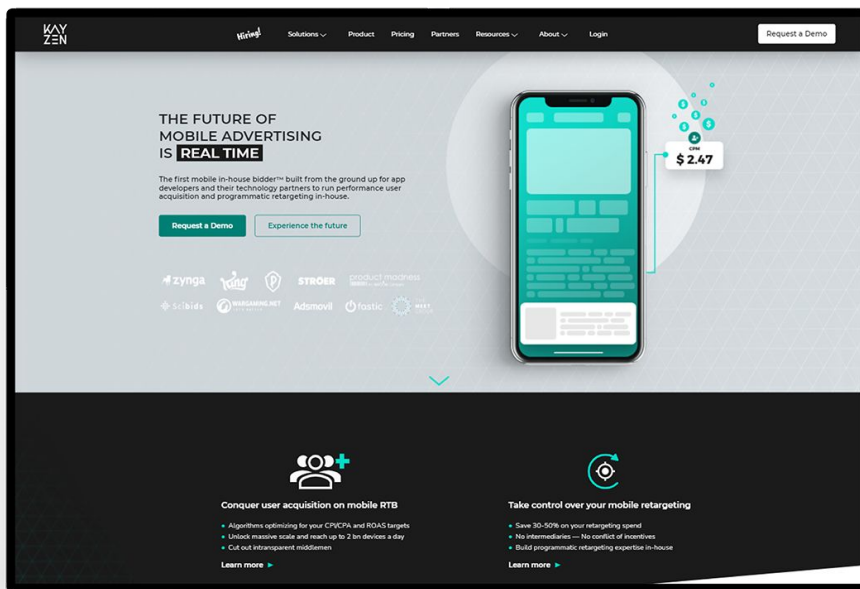 KAY
ZEN
Hiring!
Solutions
Product
Pricing
Partners
Resources
About
Login
Request a Demo
THE FUTURE OF
MOBILE ADVERTISING
IS REAL TIME
The first mobile in-house bidder™ built from the ground up for app
developers and their technology partners to run performance user
acquisition and programmatic retargeting in-house.
Request a Demo
Experience the future
CPM
$ 2.47
zynga
King
P
STRÖER
product madness
Scibids
WARGAMING.NET
Adsmovil
fastic
MEET
Conquer user acquisition on mobile RTB
Algorithms optimizing for your CPI/CPA and ROAS targets
Unlock massive scale and reach up to 2 bn devices a day
Cut out intransparent middlemen
Learn more
Take control over your mobile retargeting
Save 30-50% on your retargeting spend
No intermediaries — No conflict of incentives
Build programmatic retargeting expertise in-house
Learn more